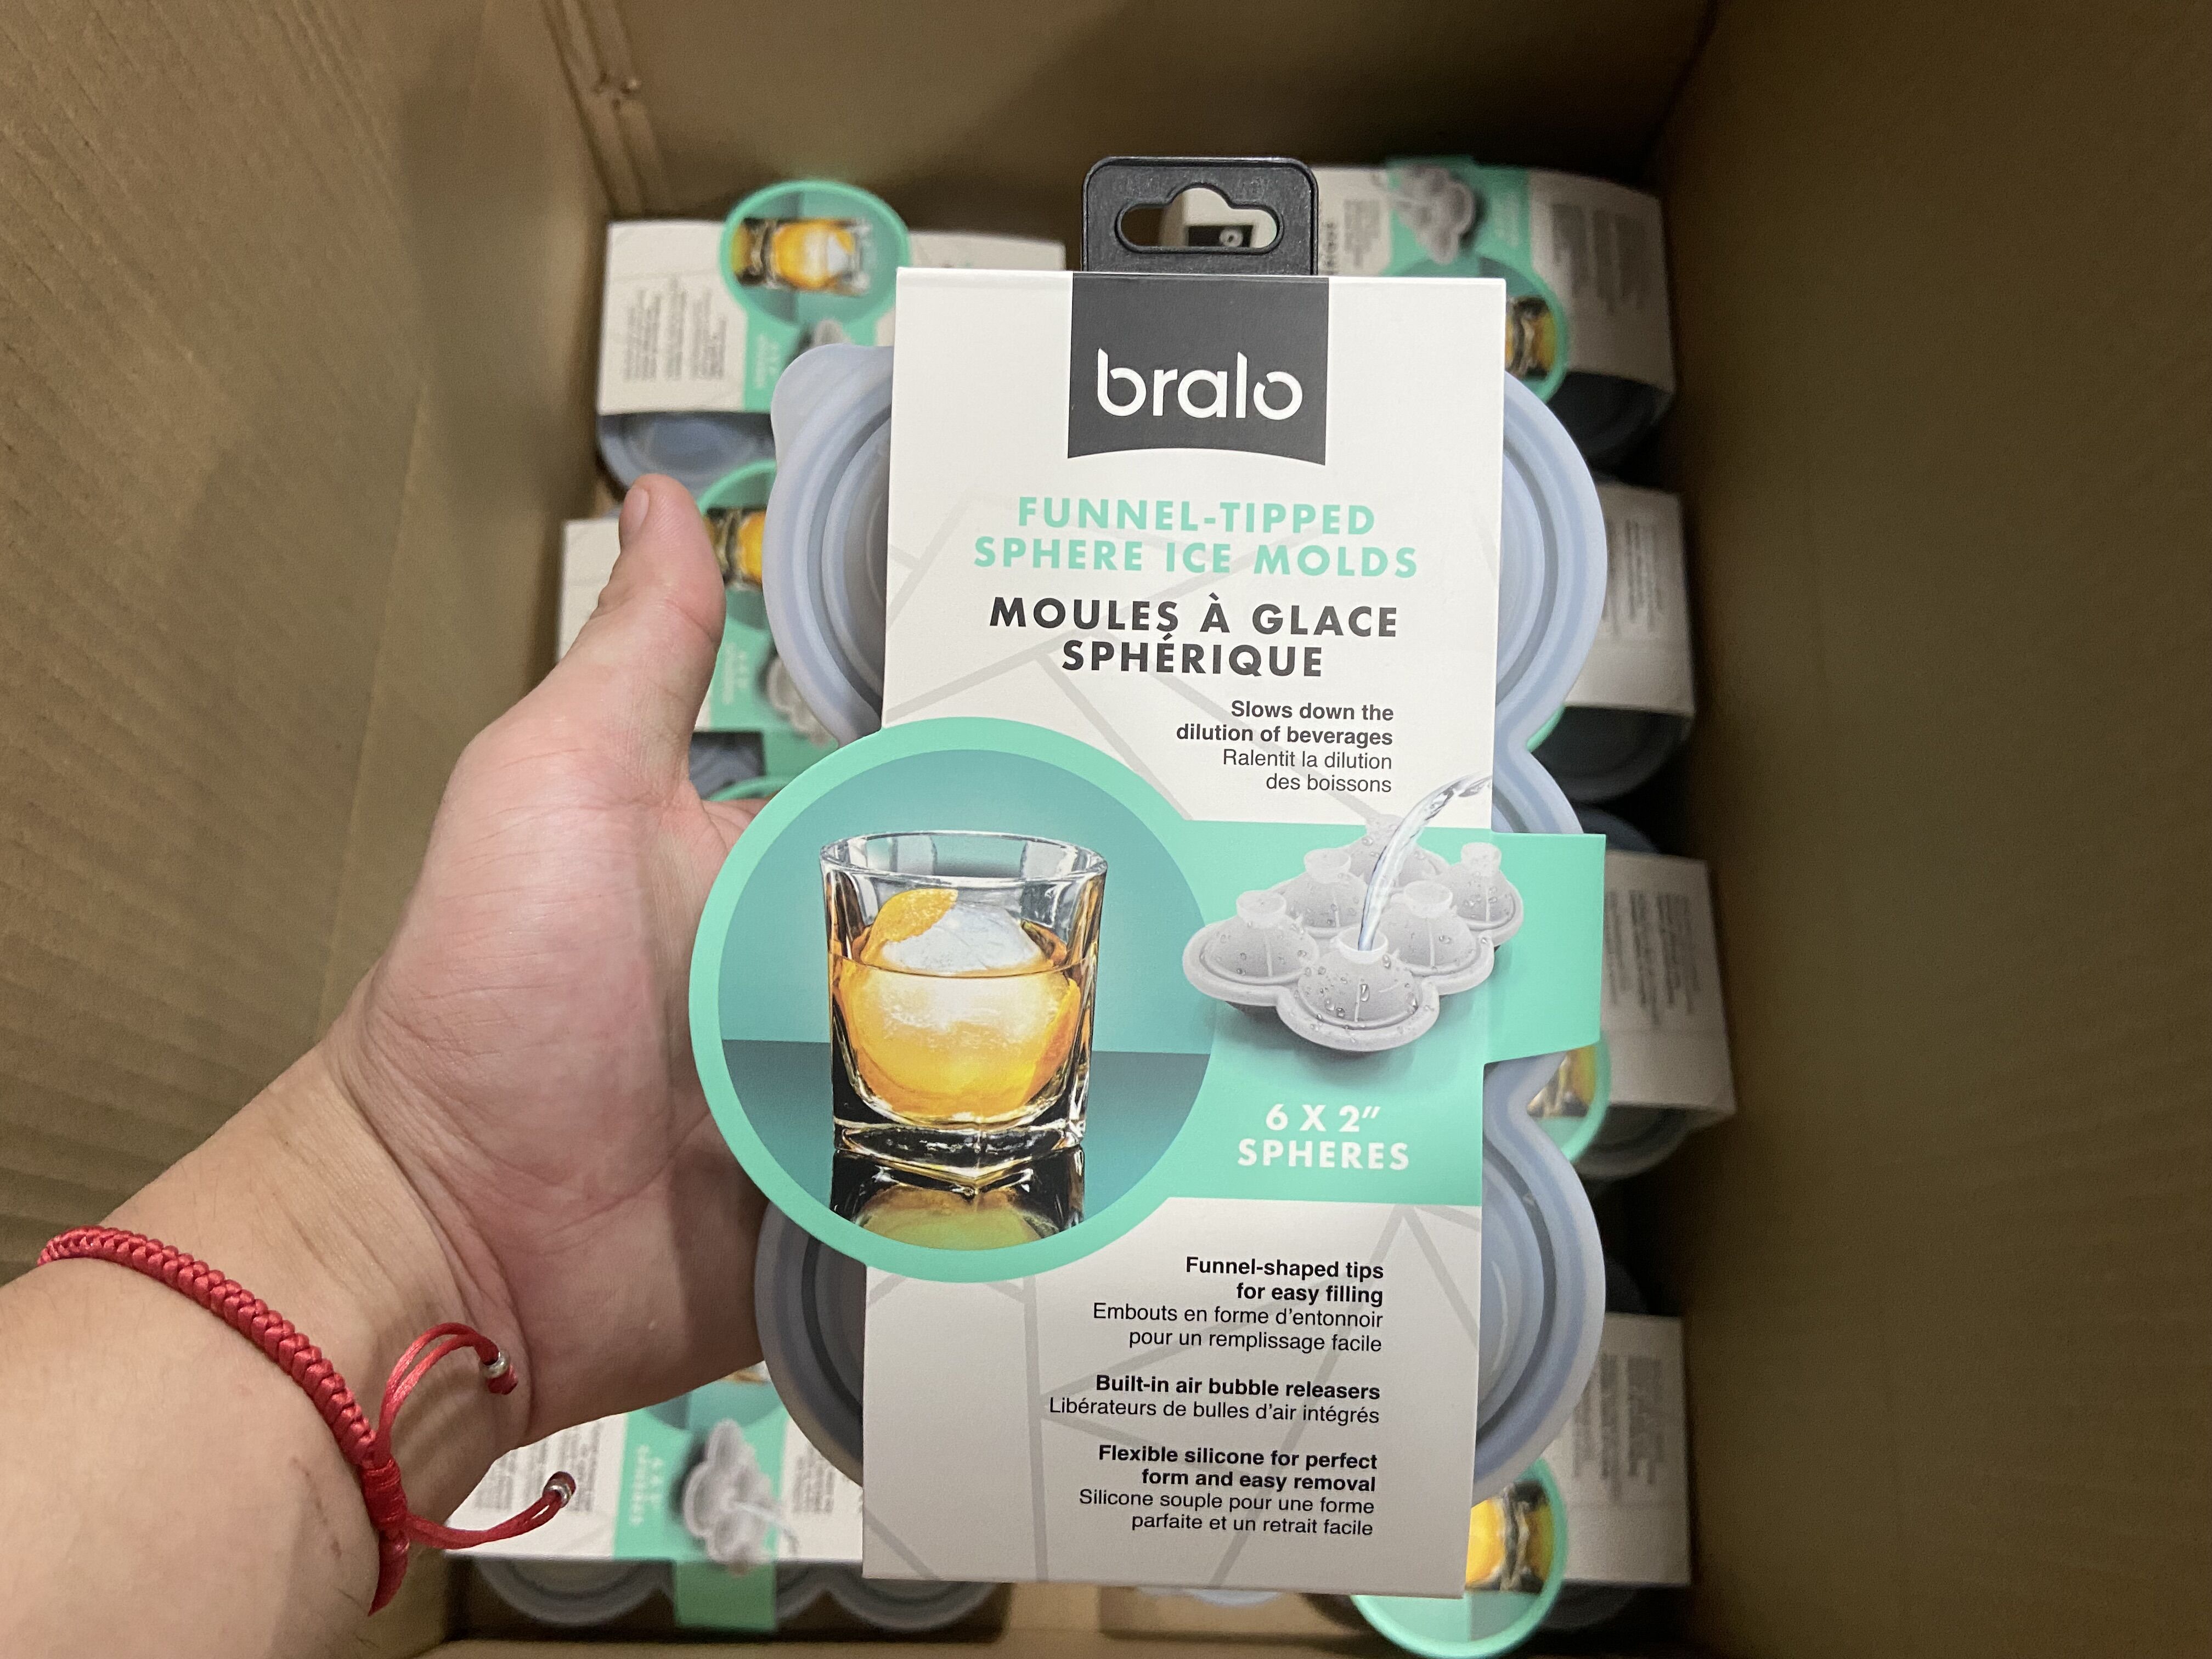 bralo
FUNNEL-TIPPED
SPHERE ICE MOLDS
MOULES À GLACE
SPHÉRIQUE
Slows down the
dilution of beverages
Ralentit la dilution
des boissons
6 X 2"
SPHERES
Funnel-shaped tips
for easy filling
Embouts en forme d'entonnoir
pour un remplissage facile
Built-in air bubble releasers
Libérateurs de bulles d'air intégrés
Flexible silicone for perfect
form and easy removal
Silicone souple pour une forme
parfaite et un retrait facile